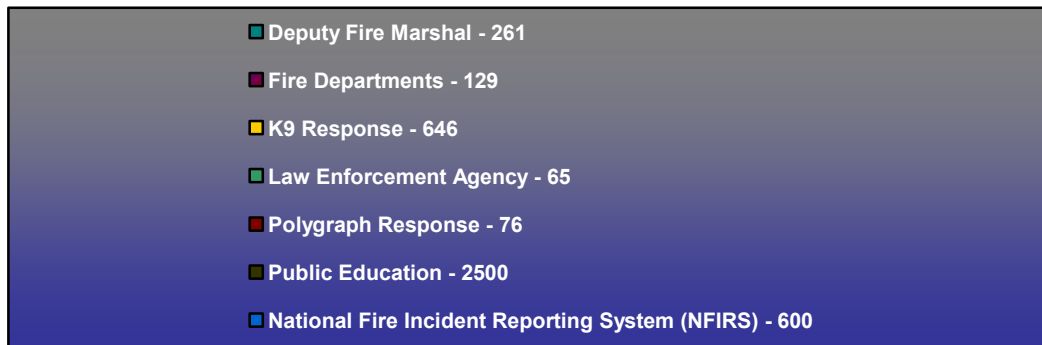 Deputy Fire Marshal - 261
Fire Departments - 129
K9 Response - 646
Law Enforcement Agency - 65
Polygraph Response - 76
Public Education - 2500
National Fire Incident Reporting System (NFIRS) - 600